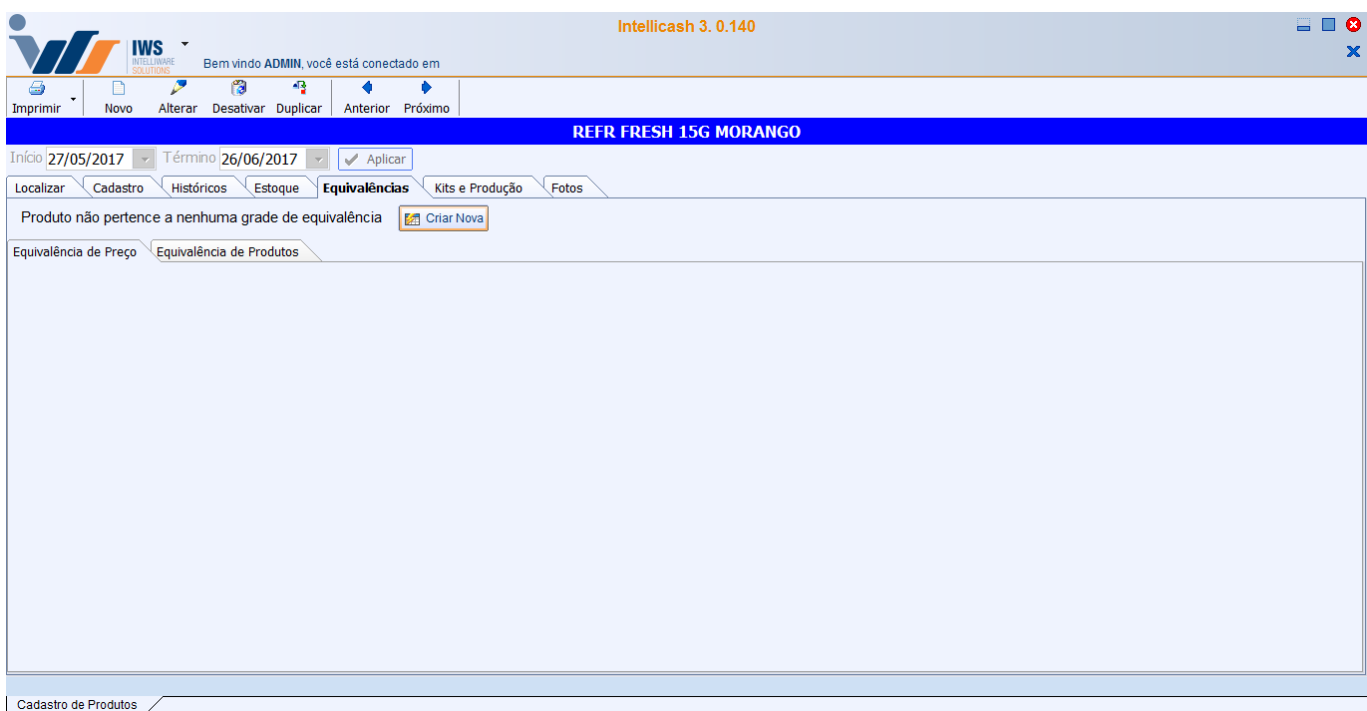 Intellicash 3. 0.140
IWS
INTELLIWARE
SOLUTIONS
Bem vindo ADMIN, você está conectado em
Imprimir Novo Alterar Desativar Duplicar Anterior Próximo
REFR FRESH 15G MORANGO
Início 27/05/2017 Término 26/06/2017 Aplicar
Localizar Cadastro Históricos Estoque Equivalências Kits e Produção Fotos
Produto não pertence a nenhuma grade de equivalência Criar Nova
Equivalência de Preço Equivalência de Produtos
Cadastro de Produtos